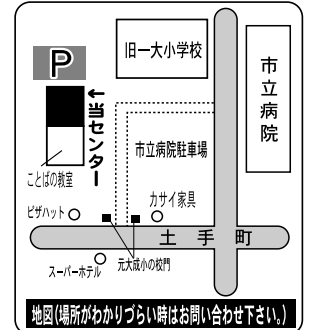 旧一大小学校
P
市立病院
←当センター
市立病院駐車場
ことばの教室
カサイ家具
ピザハット
土手町
スーパーホテル
元大成小の校門
地図(場所がわかりづらい時はお問い合わせ下さい。)